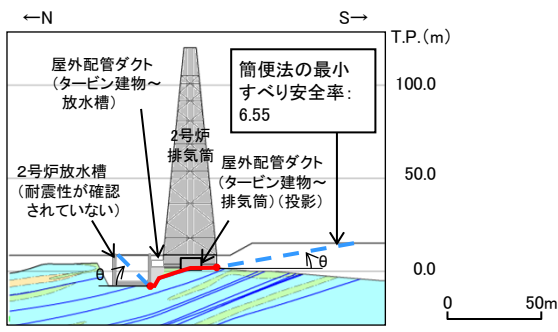 ←N
S→
T.P.(m)
屋外配管ダクト
(タービン建物～
放水槽)
簡便法の最小
すべり安全率：
6.55
100.0
2号炉
排気筒
屋外配管ダクト
(タービン建物～
排気筒)(投影)
50.0
2号炉放水槽
(耐震性が確認
されていない)
θ
θ
0.0
0
50m